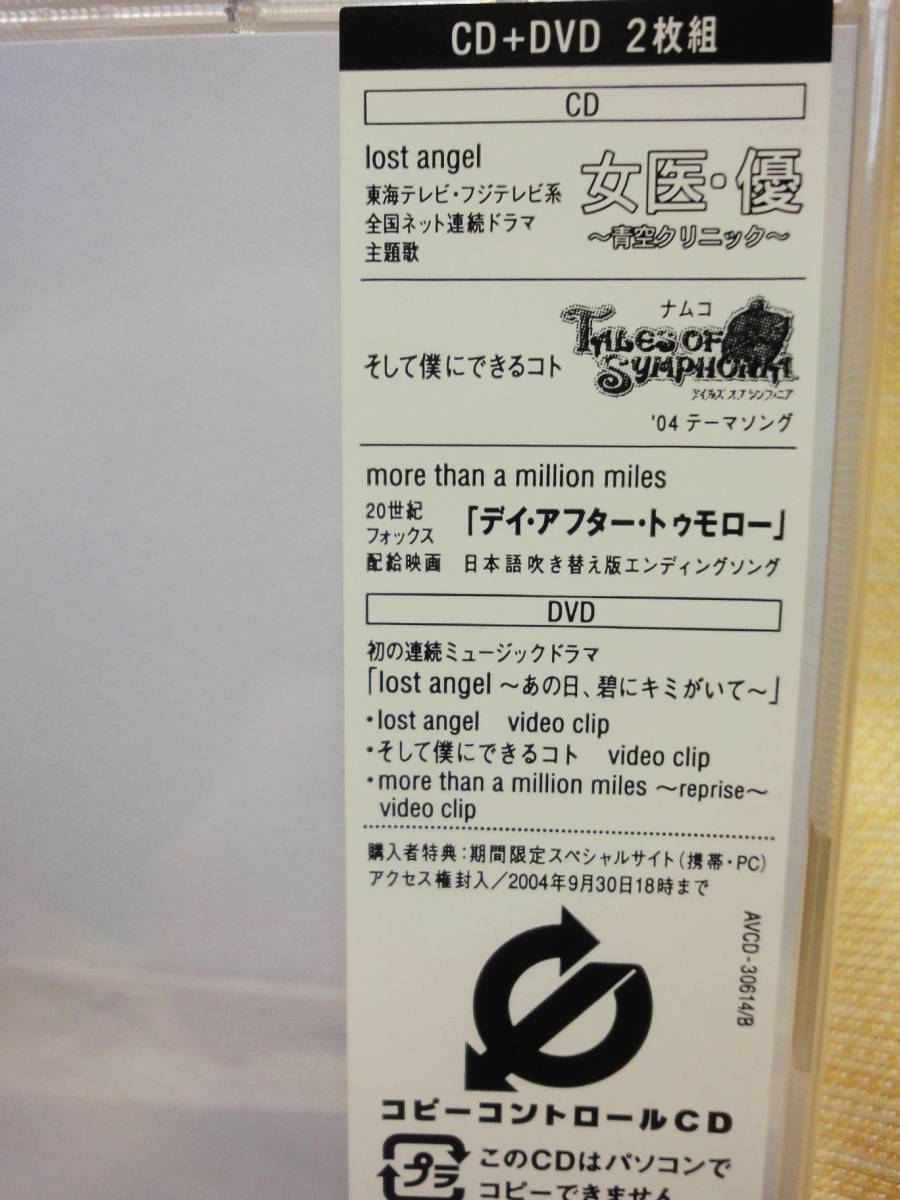 CD+DVD 2枚組
CD
lost angel
東海テレビ・フジテレビ系
全国ネット連続ドラマ
主題歌
女医・優
～青空クリニック～
そして僕にできるコト
ナムコ
TALES OF
SYMPHONIA
テイルズ オブ シンフォニア
'04 テーマソング
more than a million miles
20世紀
フォックス
配給映画
「デイ・アフター・トゥモロー」
日本語吹き替え版エンディングソング
DVD
初の連続ミュージックドラマ
「lost angel ～あの日、碧にキミがいて～」
・lost angel video clip
・そして僕にできるコト video clip
・more than a million miles ～reprise～
video clip
購入者特典：期間限定スペシャルサイト(携帯・PC)
アクセス権封入／2004年9月30日18時まで
AVCD-30614/B
コピーコントロールCD
プラ
このCDはパソコンで
コピーできません